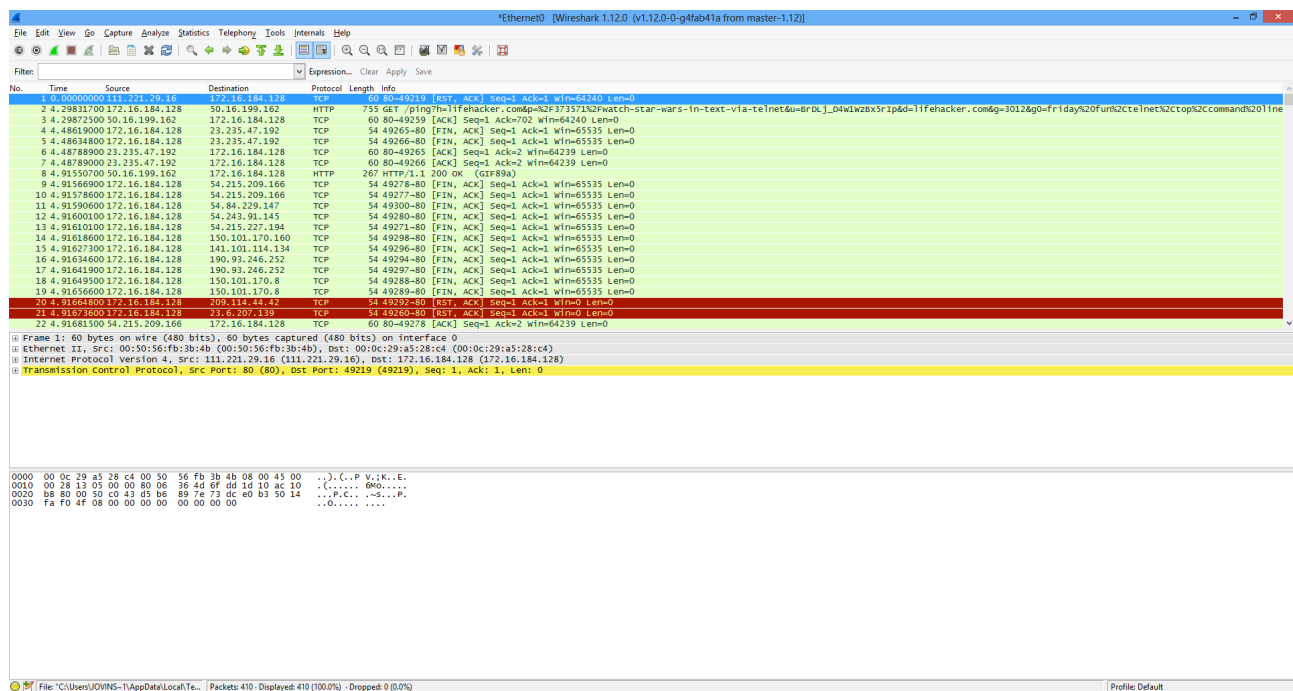 *Ethernet0 [Wireshark 1.12.0 (v1.12.0-0-g4fab41a from master-1.12)]
File Edit View Go Capture Analyze Statistics Telephony Tools Internals Help
Filter: Expression... Clear Apply Save
No. Time Source Destination Protocol Length Info
1 0.00000000 111.221.29.16 172.16.184.128 TCP 60 80→49219 [RST, ACK] Seq=1 Ack=1 Win=64240 Len=0
2 4.29831700 172.16.184.128 50.16.199.162 HTTP 755 GET /ping?h=lifehacker.com&p=%2F373571%2Fwatch-star-wars-in-text-via-telnet&u=BrDLj_D4W1WzBx5rIp&d=lifehacker.com&g=3012&g0=friday%20fun%2Ctelnet%2Ctop%2Ccommand%20line
3 4.29872500 50.16.199.162 172.16.184.128 TCP 60 80→49259 [ACK] Seq=1 Ack=702 Win=64240 Len=0
4 4.48619000 172.16.184.128 23.235.47.192 TCP 54 49265→80 [FIN, ACK] Seq=1 Ack=1 Win=65535 Len=0
5 4.48634800 172.16.184.128 23.235.47.192 TCP 54 49266→80 [FIN, ACK] Seq=1 Ack=1 Win=65535 Len=0
6 4.48788900 23.235.47.192 172.16.184.128 TCP 60 80→49265 [ACK] Seq=1 Ack=2 Win=64239 Len=0
7 4.48789000 23.235.47.192 172.16.184.128 TCP 60 80→49266 [ACK] Seq=1 Ack=2 Win=64239 Len=0
8 4.91550700 50.16.199.162 172.16.184.128 HTTP 267 HTTP/1.1 200 OK (GIF89a)
9 4.91566900 172.16.184.128 54.215.209.166 TCP 54 49278→80 [FIN, ACK] Seq=1 Ack=1 Win=65535 Len=0
10 4.91578600 172.16.184.128 54.215.209.166 TCP 54 49277→80 [FIN, ACK] Seq=1 Ack=1 Win=65535 Len=0
11 4.91590600 172.16.184.128 54.84.229.147 TCP 54 49300→80 [FIN, ACK] Seq=1 Ack=1 Win=65535 Len=0
12 4.91600100 172.16.184.128 54.243.91.145 TCP 54 49280→80 [FIN, ACK] Seq=1 Ack=1 Win=65535 Len=0
13 4.91610100 172.16.184.128 54.215.227.194 TCP 54 49271→80 [FIN, ACK] Seq=1 Ack=1 Win=65535 Len=0
14 4.91618600 172.16.184.128 150.101.170.160 TCP 54 49298→80 [FIN, ACK] Seq=1 Ack=1 Win=65535 Len=0
15 4.91627300 172.16.184.128 141.101.114.134 TCP 54 49296→80 [FIN, ACK] Seq=1 Ack=1 Win=65535 Len=0
16 4.91634600 172.16.184.128 190.93.246.252 TCP 54 49294→80 [FIN, ACK] Seq=1 Ack=1 Win=65535 Len=0
17 4.91641900 172.16.184.128 190.93.246.252 TCP 54 49297→80 [FIN, ACK] Seq=1 Ack=1 Win=65535 Len=0
18 4.91649500 172.16.184.128 150.101.170.8 TCP 54 49288→80 [FIN, ACK] Seq=1 Ack=1 Win=65535 Len=0
19 4.91656600 172.16.184.128 150.101.170.8 TCP 54 49289→80 [FIN, ACK] Seq=1 Ack=1 Win=65535 Len=0
20 4.91664800 172.16.184.128 209.114.44.42 TCP 54 49292→80 [RST, ACK] Seq=1 Ack=1 Win=0 Len=0
21 4.91673600 172.16.184.128 23.6.207.139 TCP 54 49260→80 [RST, ACK] Seq=1 Ack=1 Win=0 Len=0
22 4.91681500 54.215.209.166 172.16.184.128 TCP 60 80→49278 [ACK] Seq=1 Ack=2 Win=64239 Len=0
Frame 1: 60 bytes on wire (480 bits), 60 bytes captured (480 bits) on interface 0
Ethernet II, Src: 00:50:56:fb:3b:4b (00:50:56:fb:3b:4b), Dst: 00:0c:29:a5:28:c4 (00:0c:29:a5:28:c4)
Internet Protocol Version 4, Src: 111.221.29.16 (111.221.29.16), Dst: 172.16.184.128 (172.16.184.128)
Transmission Control Protocol, Src Port: 80 (80), Dst Port: 49219 (49219), Seq: 1, Ack: 1, Len: 0
0000 00 0c 29 a5 28 c4 00 50 56 fb 3b 4b 08 00 45 00 ..).(..P V.;K..E.
0010 00 28 13 05 00 00 80 06 36 4d 6f dd 1d 10 ac 10 .(...... 6Mo.....
0020 b8 80 00 50 c0 43 d5 b6 89 7e 73 dc e0 b3 50 14 ...P.C.. .~s...P.
0030 fa f0 4f 08 00 00 00 00 00 00 00 00 ..O..... ....
File: "C:\Users\JOVINS~1\AppData\Local\Te... Packets: 410 · Displayed: 410 (100.0%) · Dropped: 0 (0.0%) Profile: Default